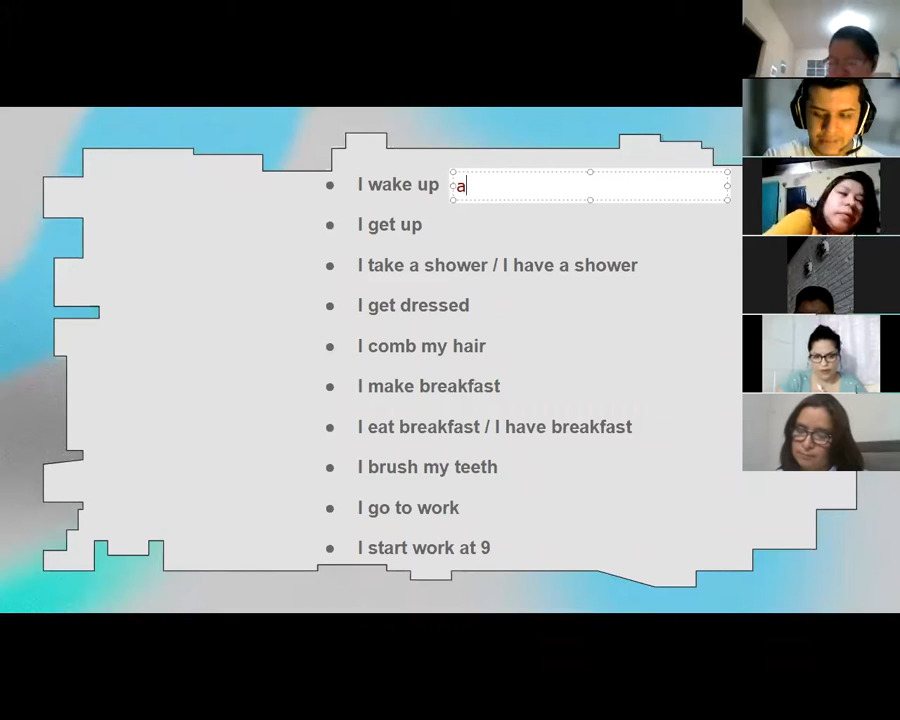 I wake up a
I get up
I take a shower / I have a shower
I get dressed
I comb my hair
I make breakfast
I eat breakfast / I have breakfast
I brush my teeth
I go to work
I start work at 9